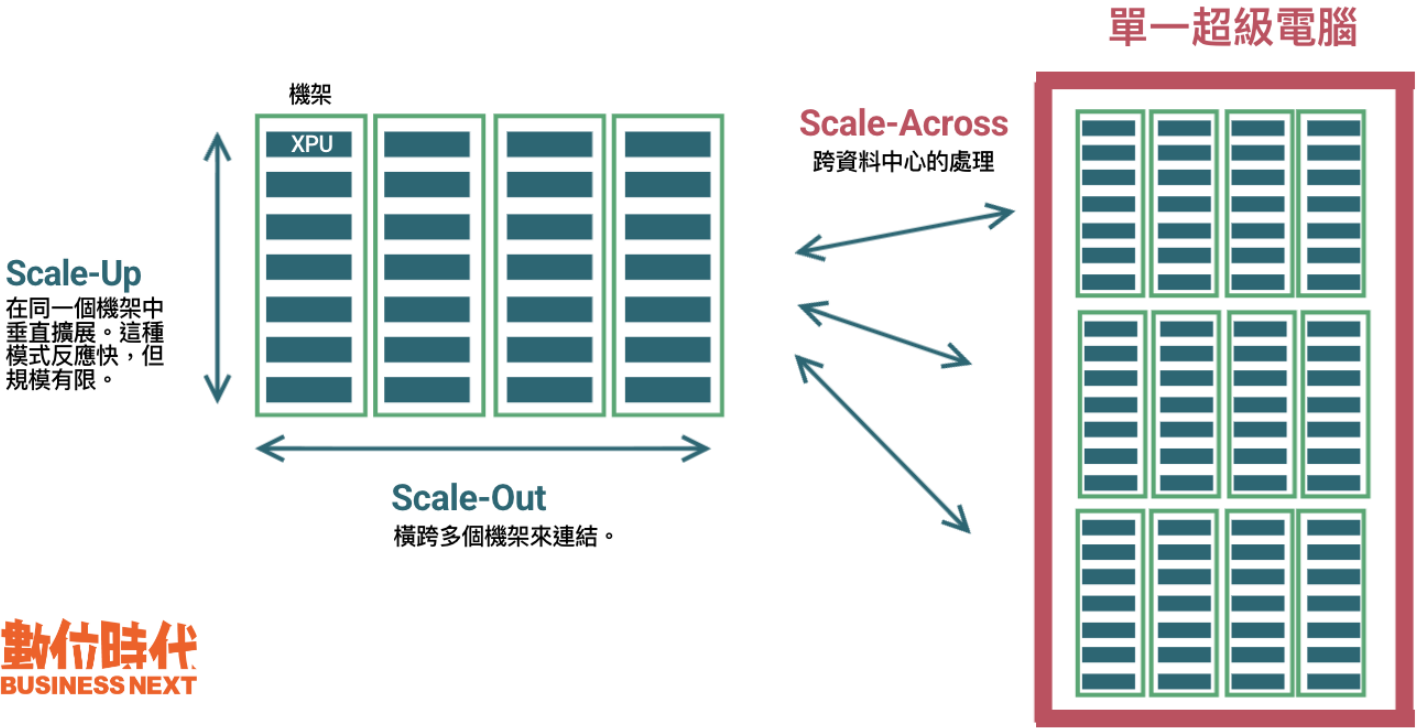 單一超級電腦
機架
XPU
Scale-Across
跨資料中心的處理
Scale-Up
在同一個機架中
垂直擴展。這種
模式反應快，但
規模有限。
Scale-Out
橫跨多個機架來連結。
數位時代
BUSINESS NEXT